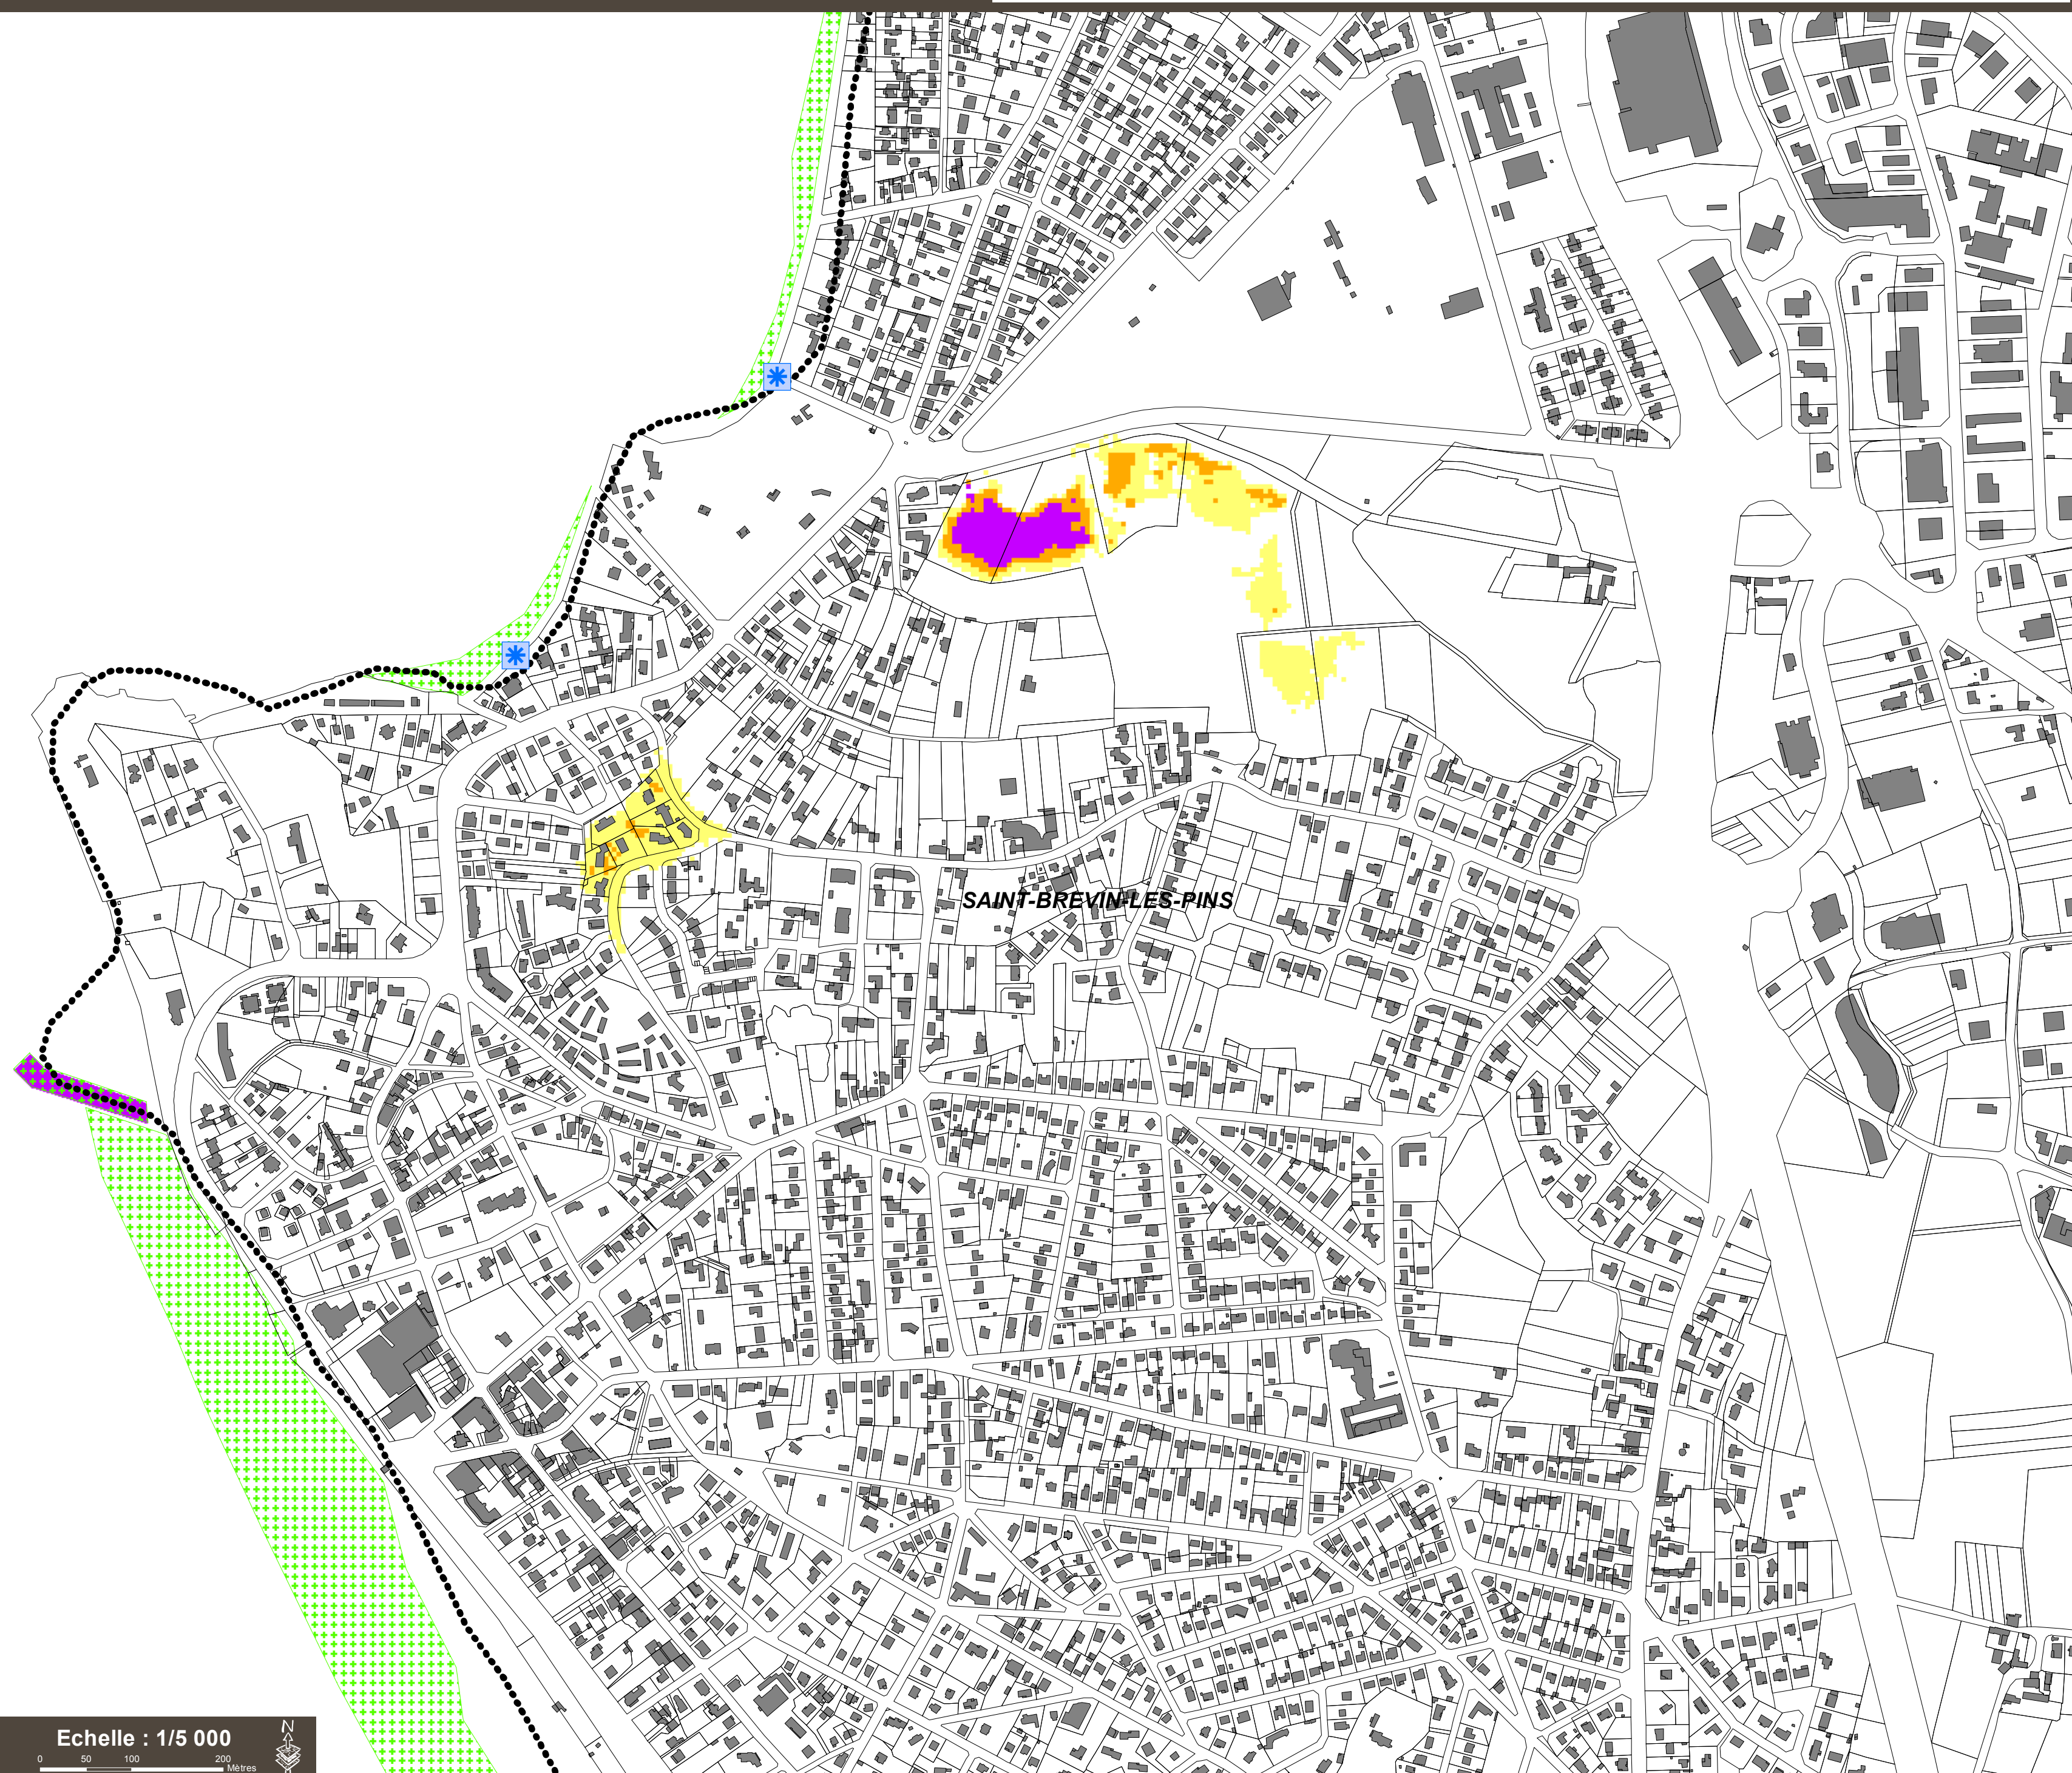 SAINT-BREVIN-LES-PINS
Echelle : 1/5 000
N
0 50 100 200
Mètres